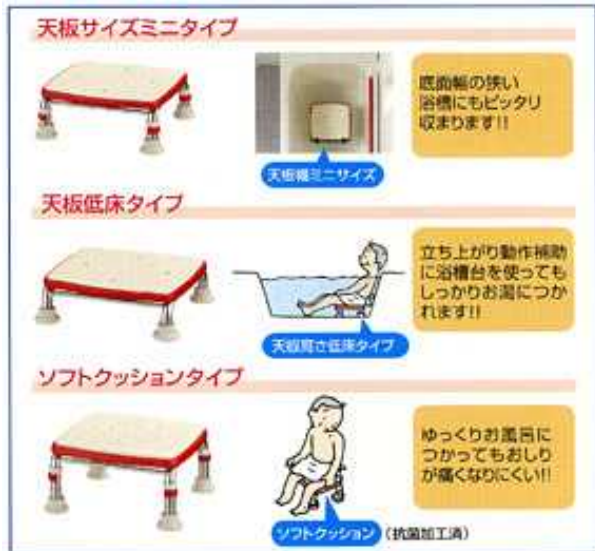 天板サイズミニタイプ
底面幅の狭い
浴槽にもピッタリ
収まります!!
天板幅ミニサイズ
天板低床タイプ
立ち上がり動作補助
に浴槽台を使っても
しっかりお湯につか
れます!!
天板高さ低床タイプ
ソフトクッションタイプ
ゆっくりお風呂に
つかってもおしり
が痛くなりにくい!!
ソフトクッション (抗菌加工済)